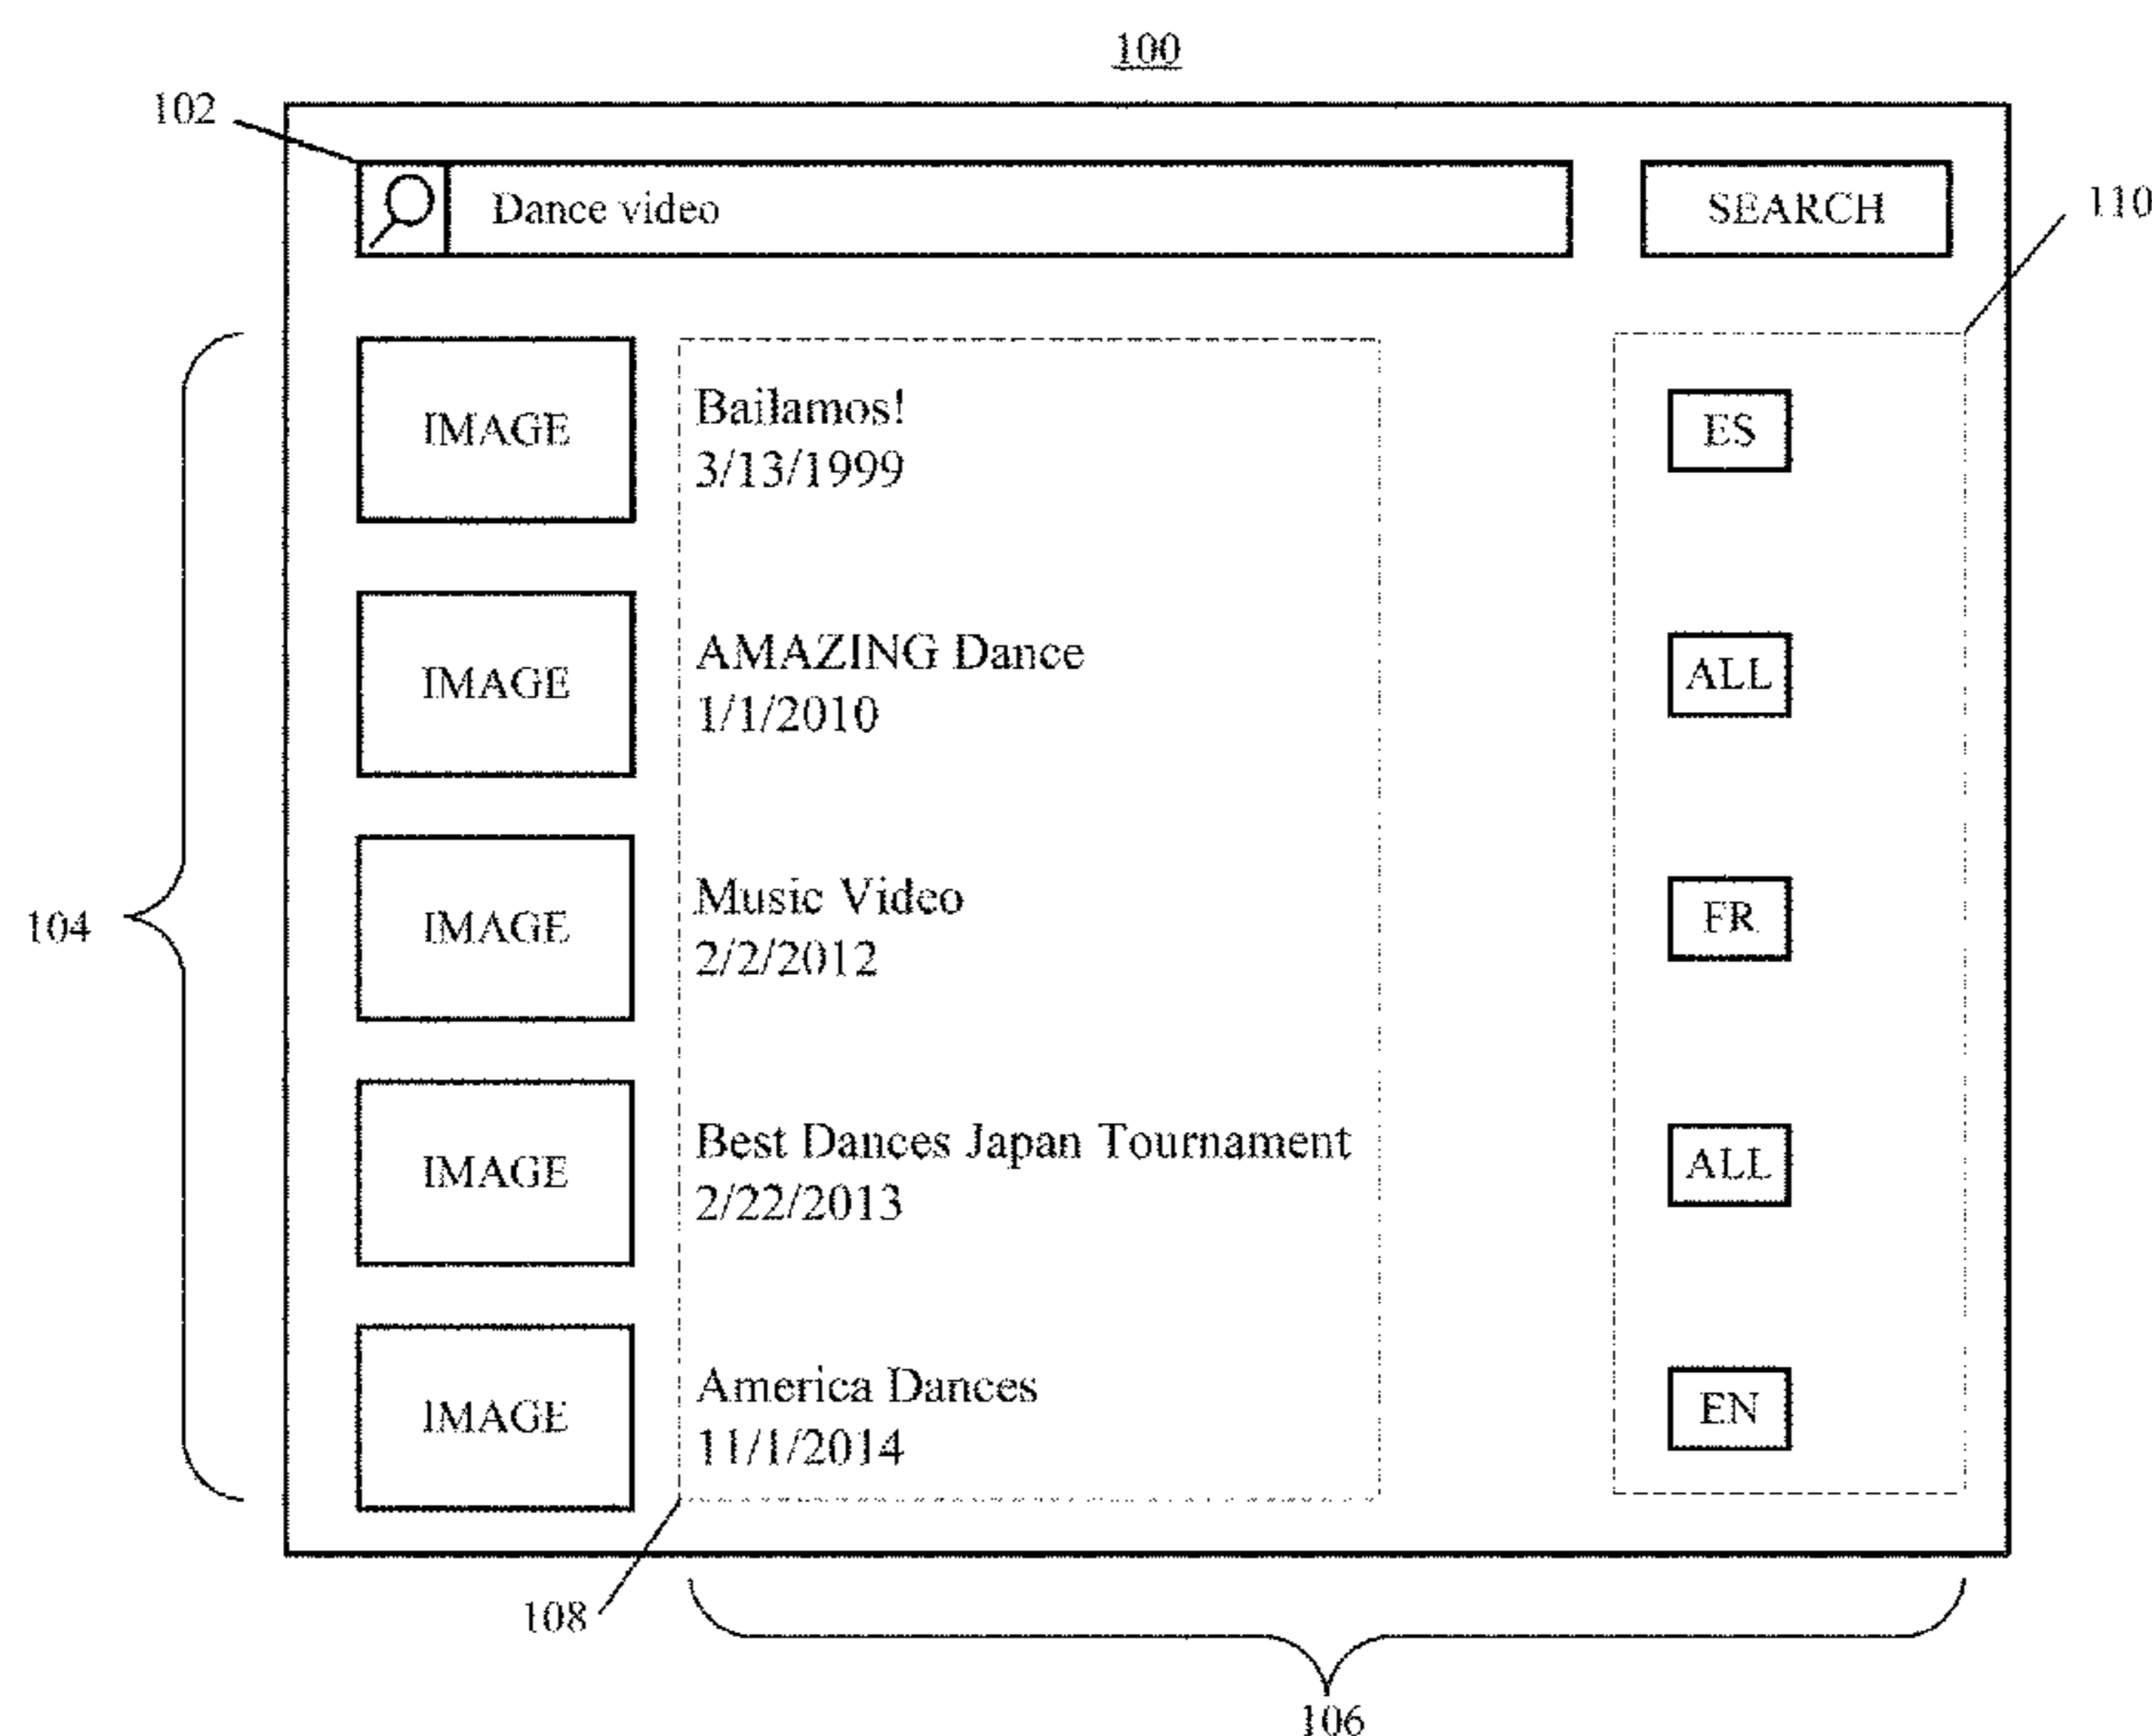 100
102
Dance video
SEARCH
110
IMAGE
Bailamos!
3/13/1999
ES
IMAGE
AMAZING Dance
1/1/2010
ALL
104
IMAGE
Music Video
2/2/2012
FR
IMAGE
Best Dances Japan Tournament
2/22/2013
ALL
IMAGE
America Dances
11/1/2014
EN
108
106